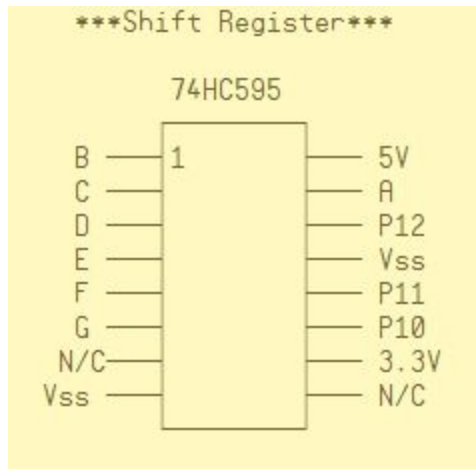 ***Shift Register***
74HC595
B 1 5V
C A
D P12
E Vss
F P11
G P10
N/C 3.3V
Vss N/C